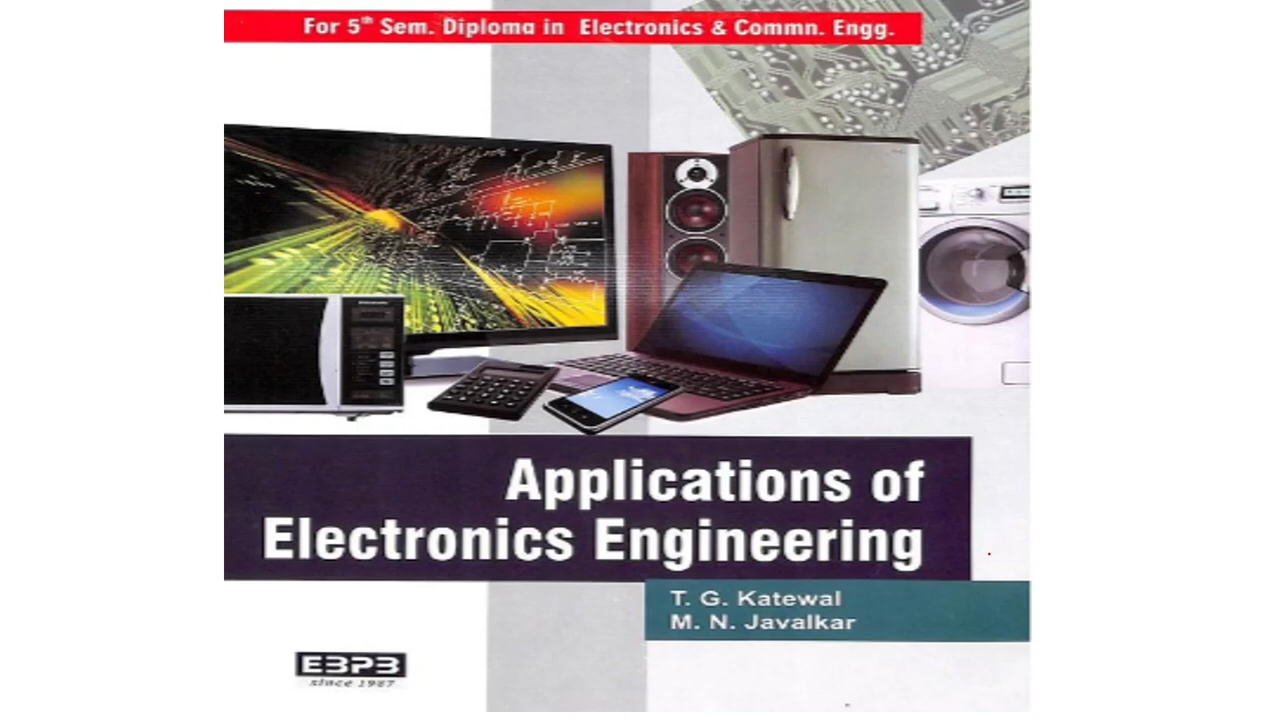 For 5th Sem. Diploma in Electronics & Commn. Engg.
Applications of
Electronics Engineering
T. G. Katewal
M. N. Javalkar
EBPB
since 1987